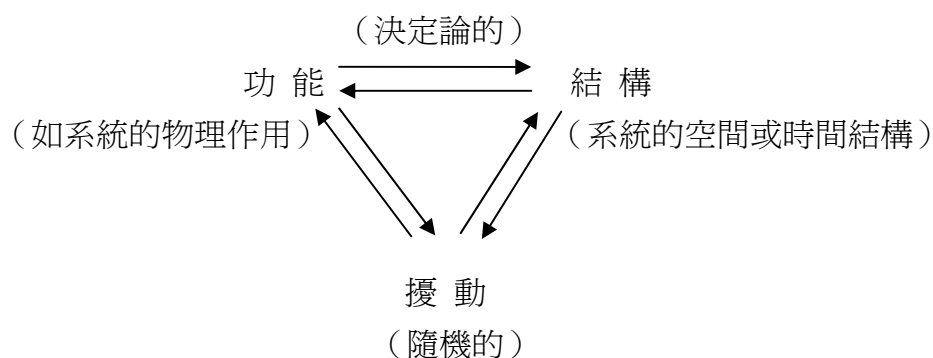 （決定論的）
功 能
結 構
（如系統的物理作用）
（系統的空間或時間結構）
擾 動
（隨機的）